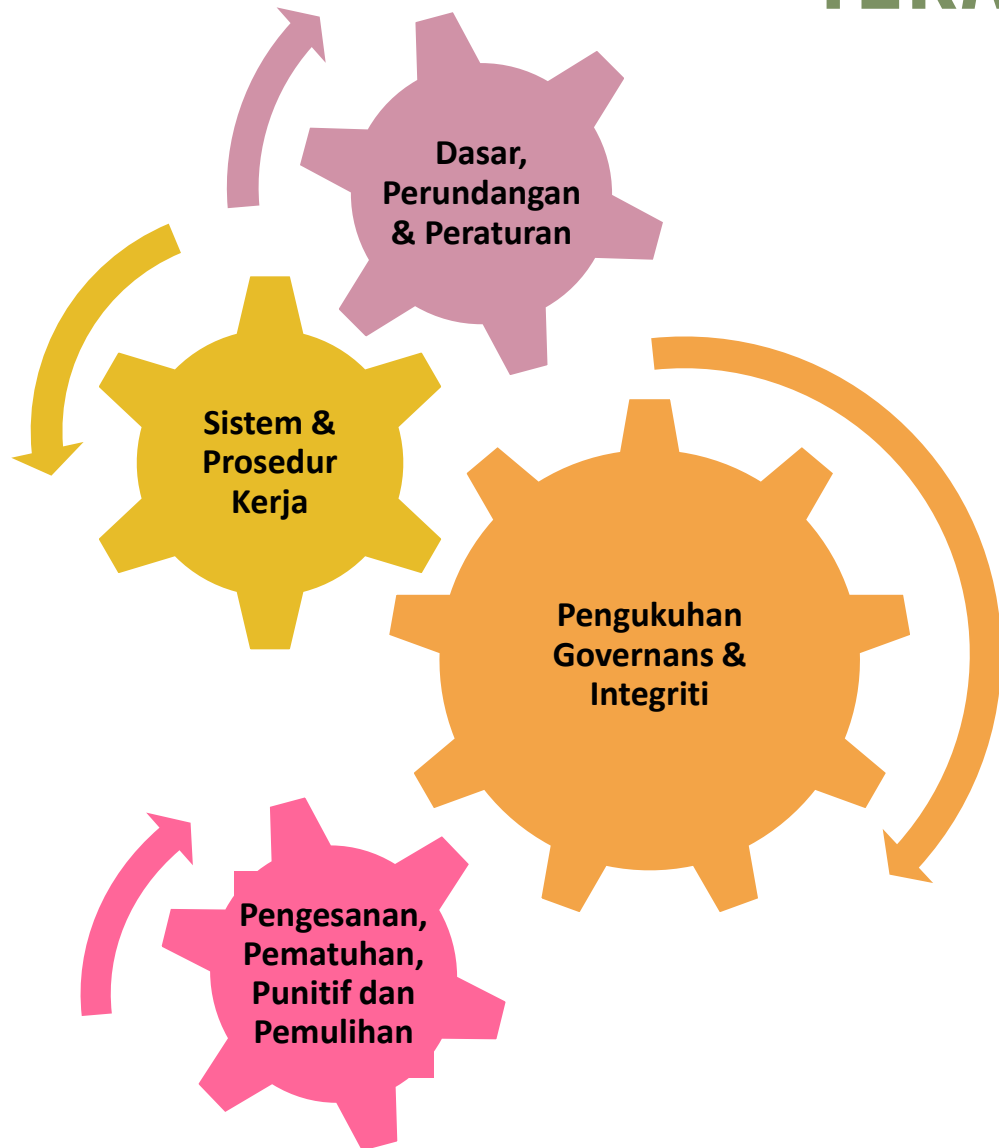 Dasar,
Perundangan
& Peraturan
Sistem &
Prosedur
Kerja
Pengukuhan
Governans &
Integriti
Pengesanan,
Pematuhan,
Punitif dan
Pemulihan